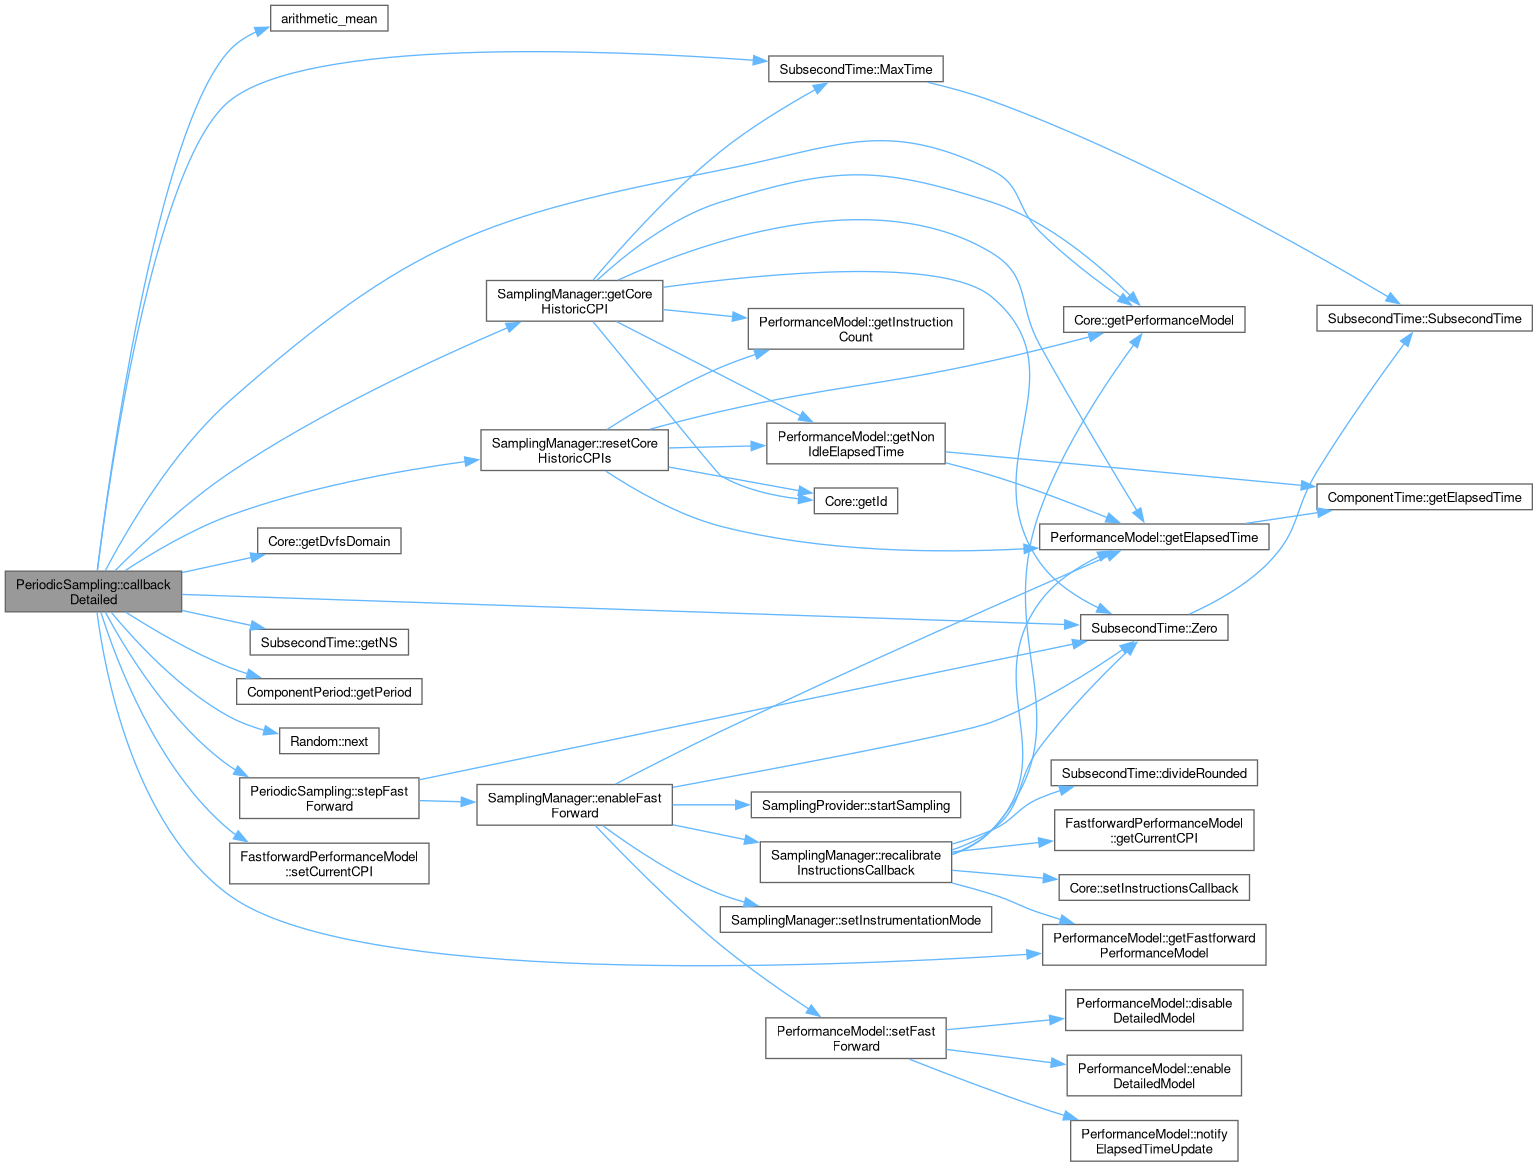 arithmetic_mean
SubsecondTime::MaxTime
SamplingManager::getCore
HistoricCPI
PerformanceModel::getInstruction
Count
Core::getPerformanceModel
SubsecondTime::SubsecondTime
SamplingManager::resetCore
HistoricCPIs
PerformanceModel::getNon
IdleElapsedTime
Core::getId
ComponentTime::getElapsedTime
Core::getDvfsDomain
PerformanceModel::getElapsedTime
PeriodicSampling::callback
Detailed
SubsecondTime::getNS
SubsecondTime::Zero
ComponentPeriod::getPeriod
Random::next
PeriodicSampling::stepFast
Forward
SamplingManager::enableFast
Forward
SamplingProvider::startSampling
SubsecondTime::divideRounded
FastforwardPerformanceModel
::getCurrentCPI
FastforwardPerformanceModel
::setCurrentCPI
SamplingManager::recalibrate
InstructionsCallback
Core::setInstructionsCallback
SamplingManager::setInstrumentationMode
PerformanceModel::getFastforward
PerformanceModel
PerformanceModel::setFast
Forward
PerformanceModel::disable
DetailedModel
PerformanceModel::enable
DetailedModel
PerformanceModel::notify
ElapsedTimeUpdate